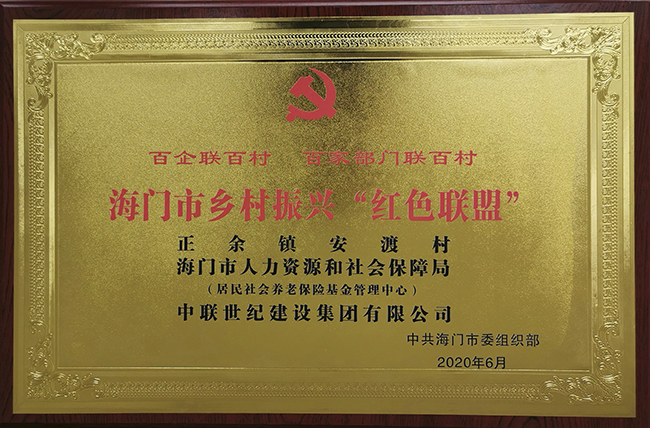 百企联百村 百家部门联百村
海门市乡村振兴“红色联盟”
正余镇安渡村
海门市人力资源和社会保障局
（居民社会养老保险基金管理中心）
中联世纪建设集团有限公司
中共海门市委组织部
2020年6月